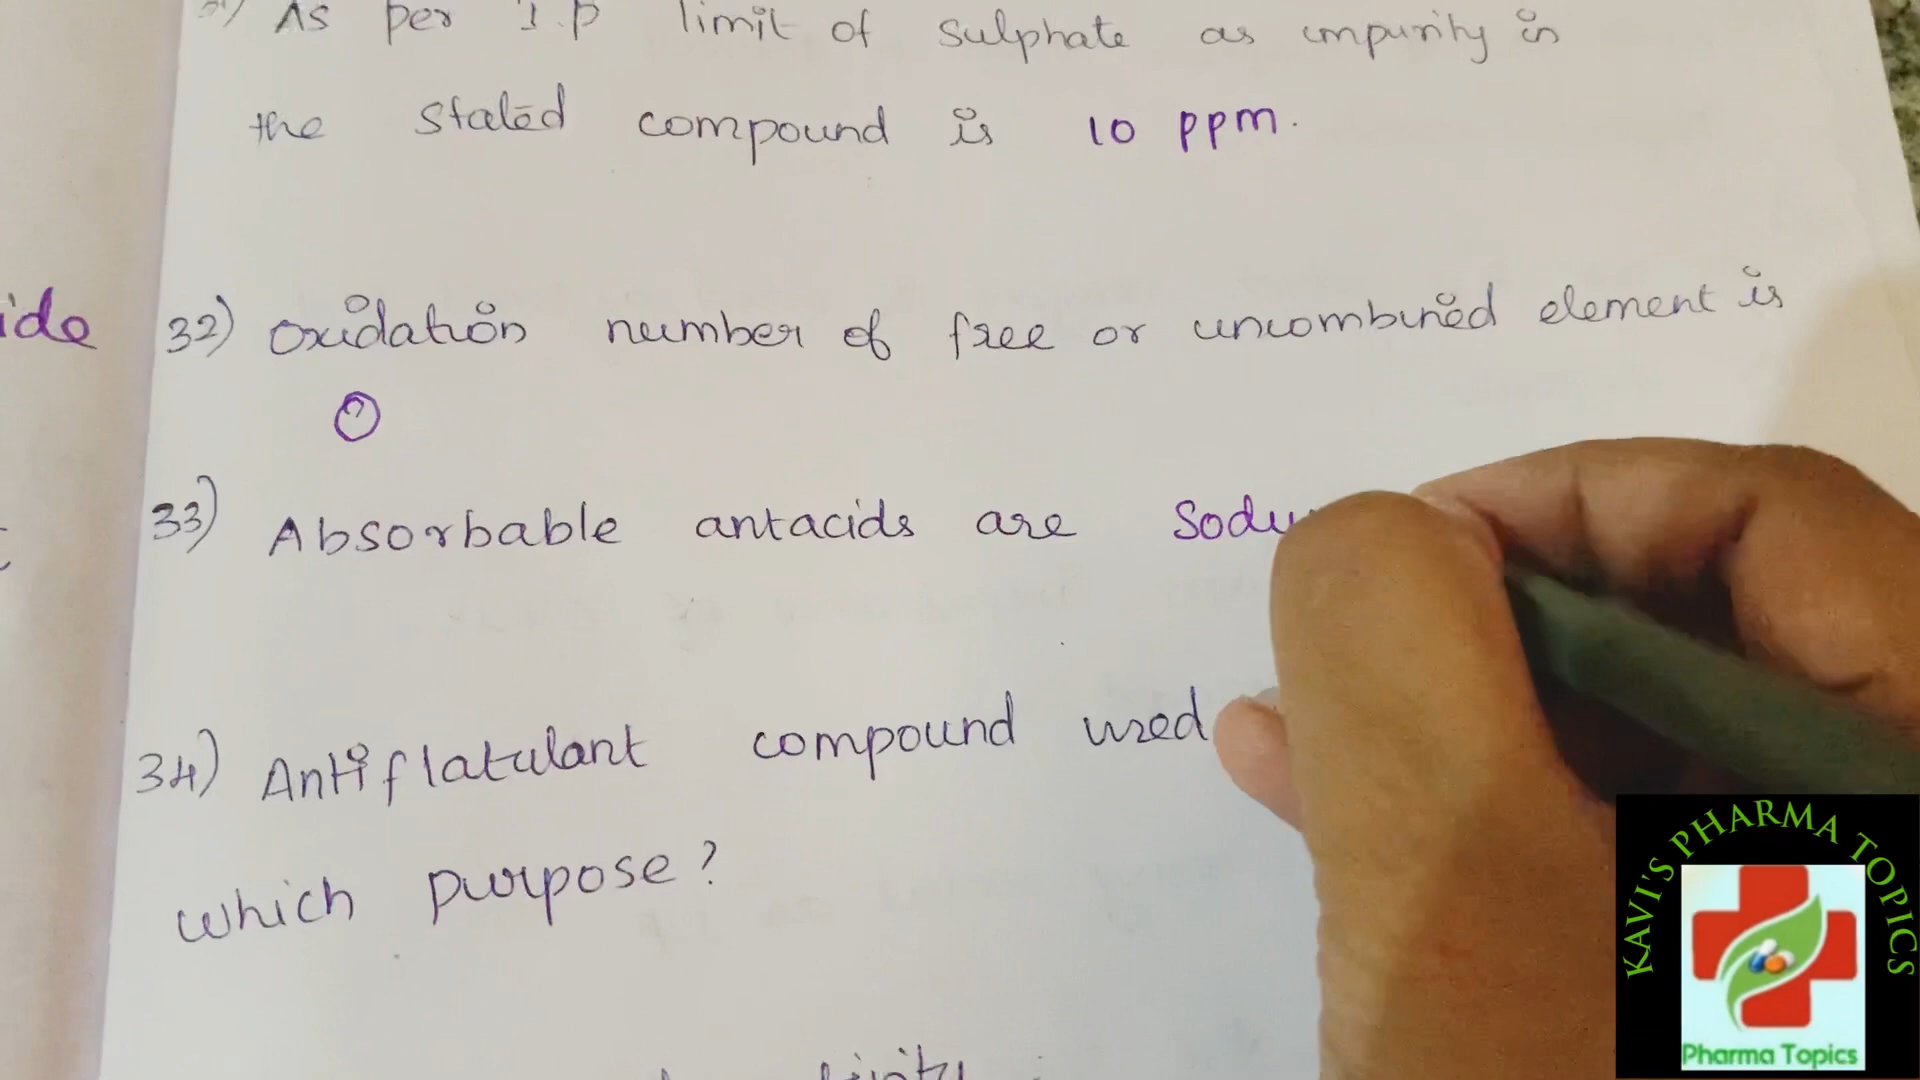 As per I.P limit of sulphate as impurity in
the stated compound is 10 ppm.
ide
32) Oxidation number of free or uncombined element is
0
33) Absorbable antacids are Sodiu
34) Antiflatulant compound used
which purpose?
KAVI'S PHARMA TOPICS
Pharma Topics